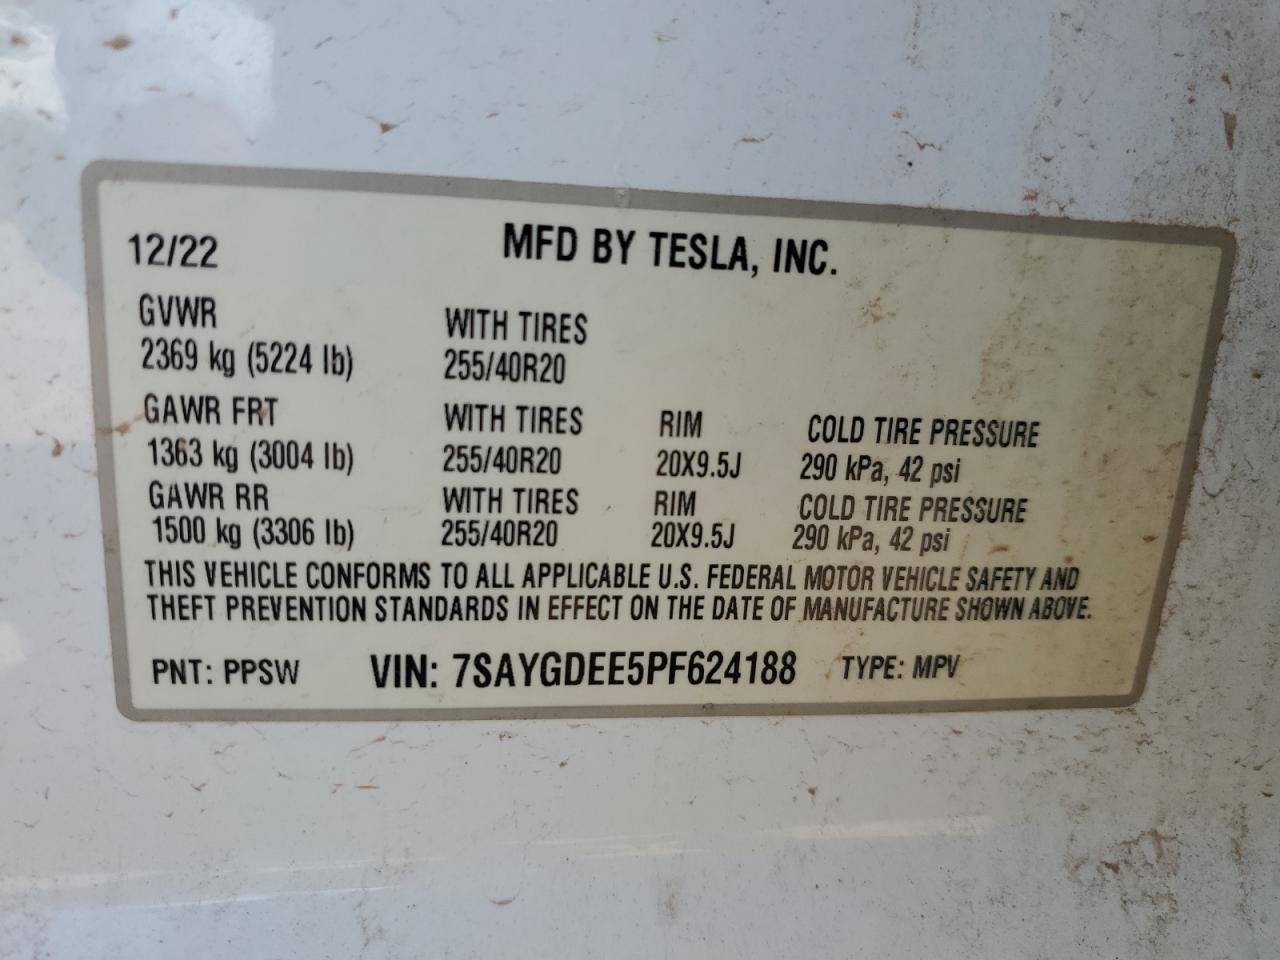 12/22 MFD BY TESLA, INC.
GVWR WITH TIRES
2369 kg (5224 lb) 255/40R20
GAWR FRT WITH TIRES RIM COLD TIRE PRESSURE
1363 kg (3004 lb) 255/40R20 20X9.5J 290 kPa, 42 psi
GAWR RR WITH TIRES RIM COLD TIRE PRESSURE
1500 kg (3306 lb) 255/40R20 20X9.5J 290 kPa, 42 psi
THIS VEHICLE CONFORMS TO ALL APPLICABLE U.S. FEDERAL MOTOR VEHICLE SAFETY AND
THEFT PREVENTION STANDARDS IN EFFECT ON THE DATE OF MANUFACTURE SHOWN ABOVE.
PNT: PPSW VIN: 7SAYGDEE5PF624188 TYPE: MPV